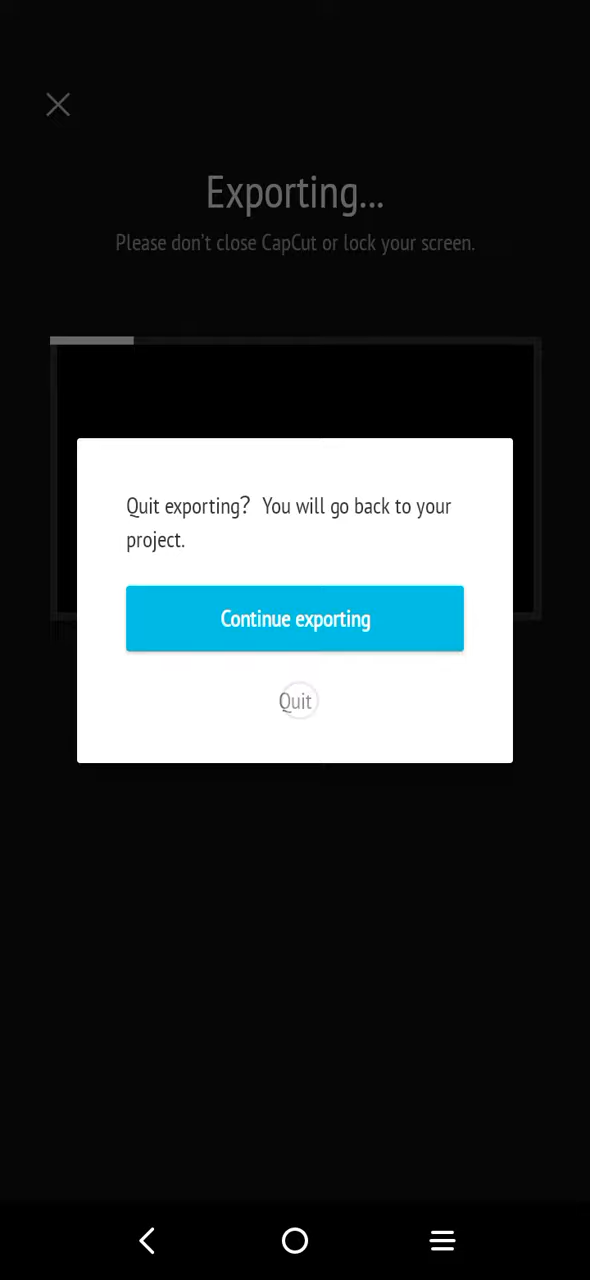 Exporting...
Please don't close CapCut or lock your screen.
Quit exporting? You will go back to your
project.
Continue exporting
Quit